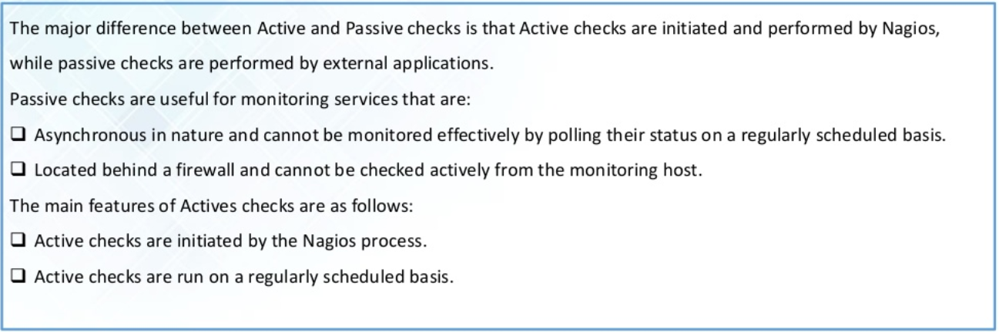 The major difference between Active and Passive checks is that Active checks are initiated and performed by Nagios,
while passive checks are performed by external applications.
Passive checks are useful for monitoring services that are:
❑ Asynchronous in nature and cannot be monitored effectively by polling their status on a regularly scheduled basis.
❑ Located behind a firewall and cannot be checked actively from the monitoring host.
The main features of Actives checks are as follows:
❑ Active checks are initiated by the Nagios process.
❑ Active checks are run on a regularly scheduled basis.